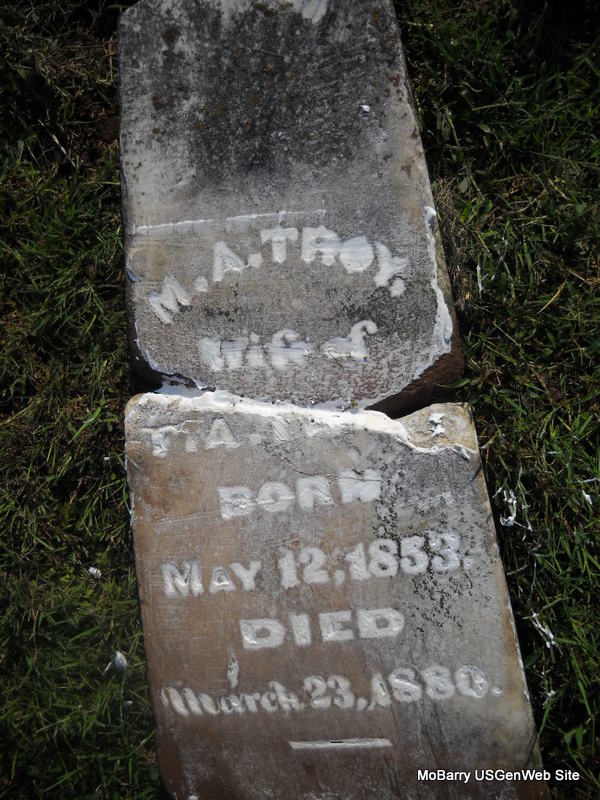 M. A. TROY.
Wife of
T. A.
BORN
MAY 12, 1853.
DIED
March 23, 1880.
MoBarry USGenWeb Site